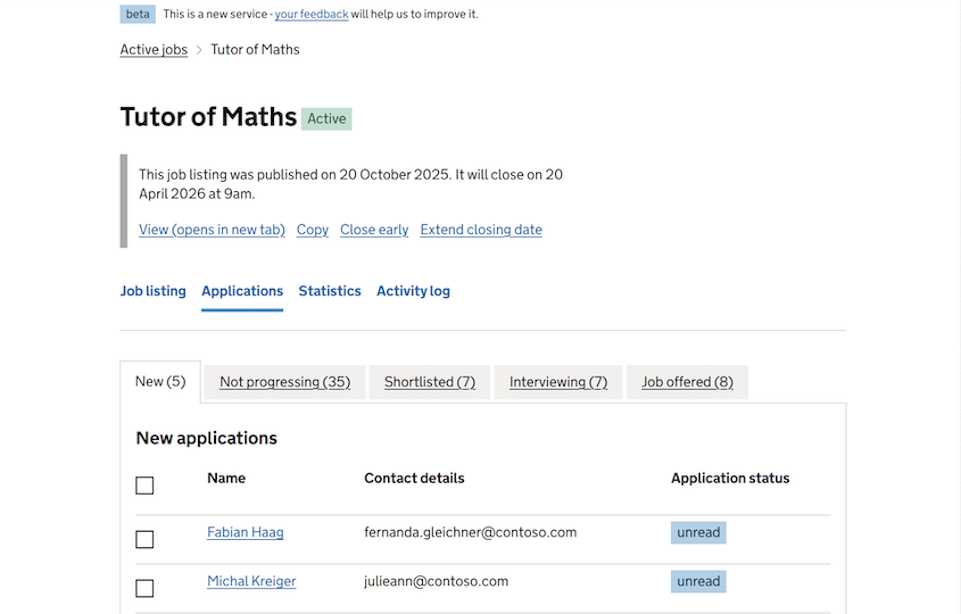 beta This is a new service - your feedback will help us to improve it.
Active jobs > Tutor of Maths
Tutor of Maths Active
This job listing was published on 20 October 2025. It will close on 20
April 2026 at 9am.
View (opens in new tab) Copy Close early Extend closing date
Job listing Applications Statistics Activity log
New (5) Not progressing (35) Shortlisted (7) Interviewing (7) Job offered (8)
New applications
Name Contact details Application status
Fabian Haag fernanda.gleichner@contoso.com unread
Michal Kreiger julieann@contoso.com unread